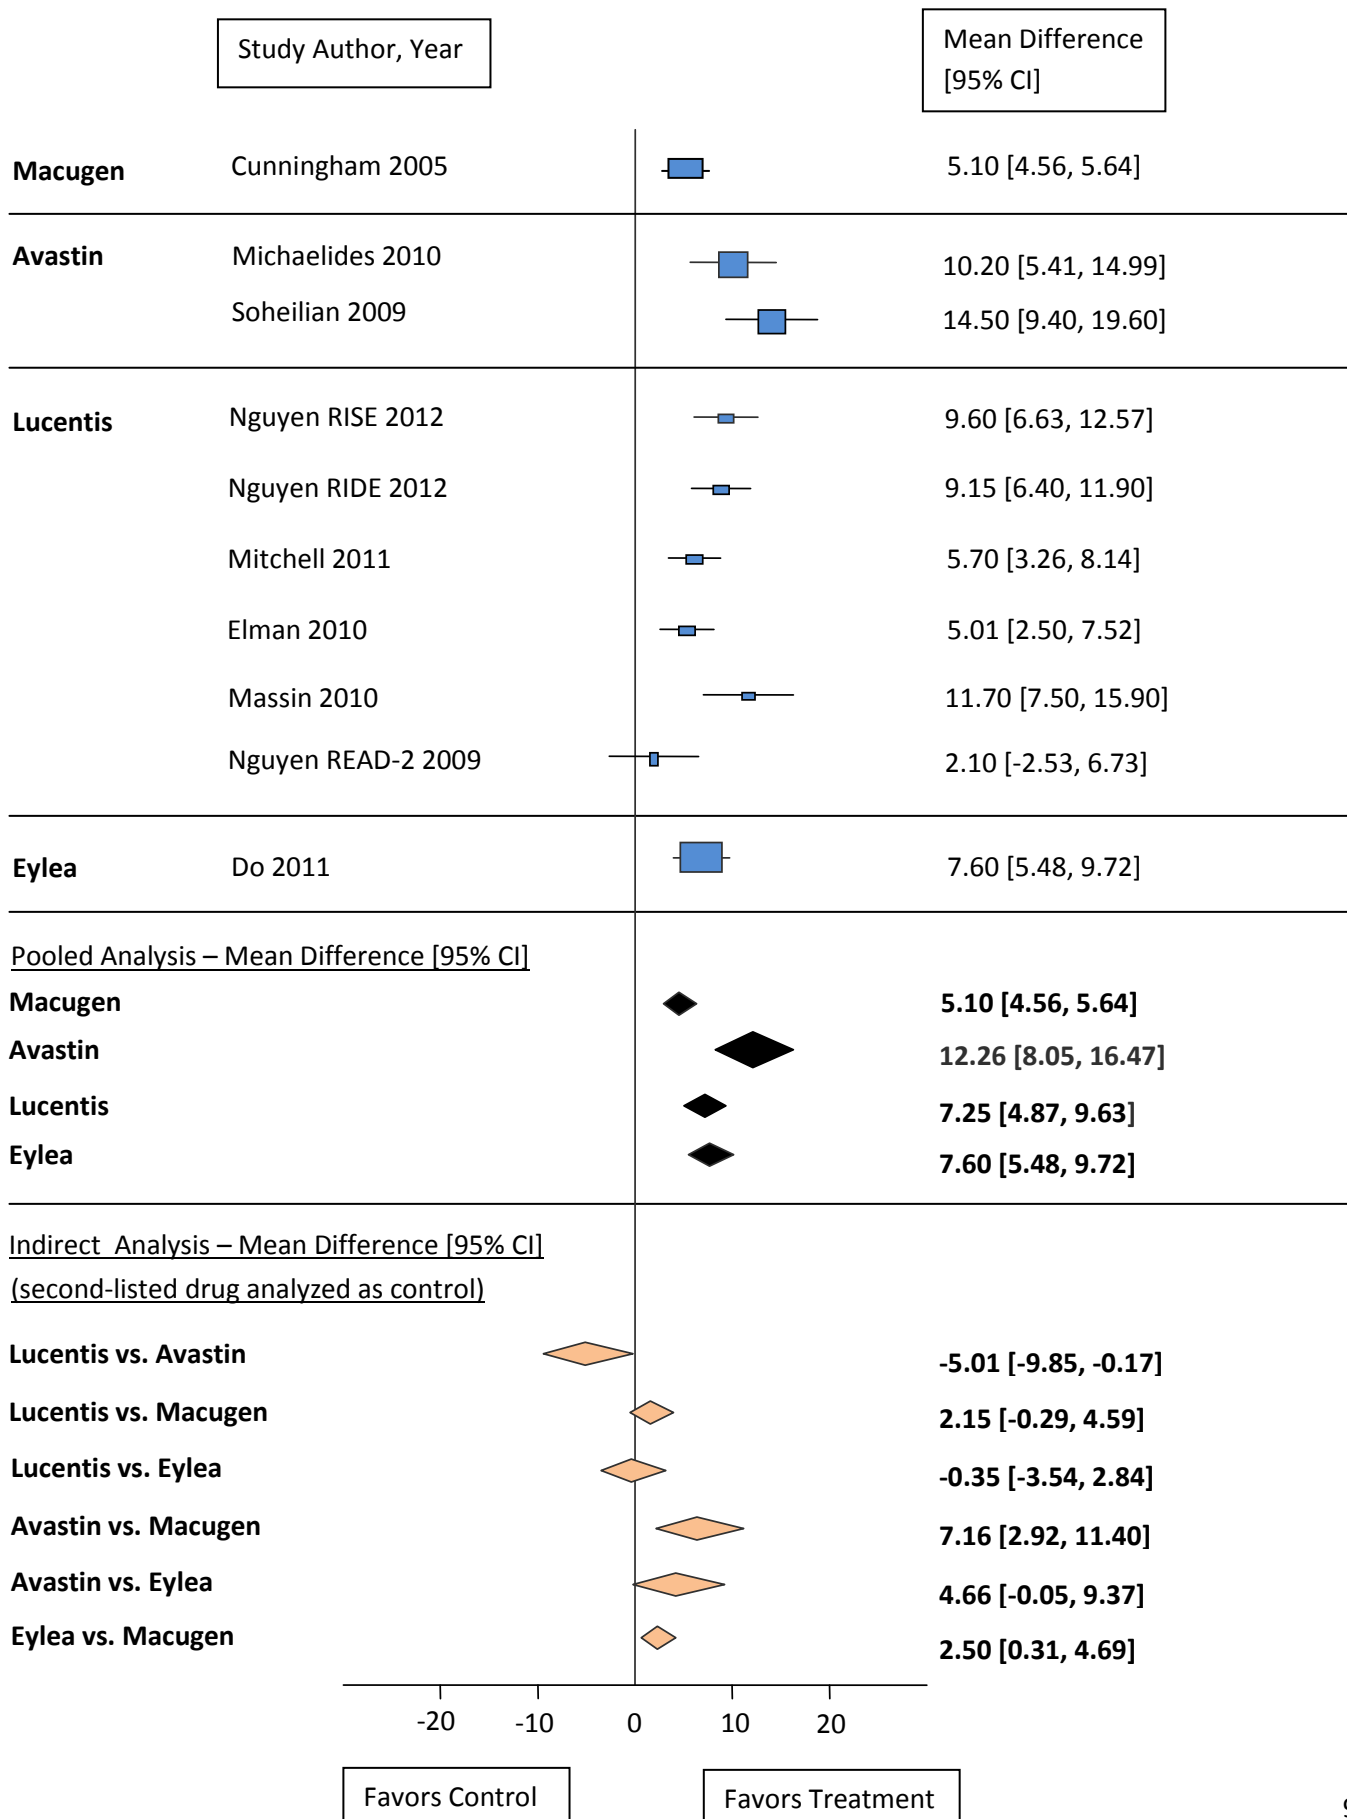 Study Author, Year
Mean Difference
[95% CI]
Macugen Cunningham 2005 5.10 [4.56, 5.64]
Avastin Michaelides 2010 10.20 [5.41, 14.99]
Soheilian 2009 14.50 [9.40, 19.60]
Lucentis Nguyen RISE 2012 9.60 [6.63, 12.57]
Nguyen RIDE 2012 9.15 [6.40, 11.90]
Mitchell 2011 5.70 [3.26, 8.14]
Elman 2010 5.01 [2.50, 7.52]
Massin 2010 11.70 [7.50, 15.90]
Nguyen READ-2 2009 2.10 [-2.53, 6.73]
Eylea Do 2011 7.60 [5.48, 9.72]
Pooled Analysis – Mean Difference [95% CI]
Macugen 5.10 [4.56, 5.64]
Avastin 12.26 [8.05, 16.47]
Lucentis 7.25 [4.87, 9.63]
Eylea 7.60 [5.48, 9.72]
Indirect Analysis – Mean Difference [95% CI]
(second-listed drug analyzed as control)
Lucentis vs. Avastin -5.01 [-9.85, -0.17]
Lucentis vs. Macugen 2.15 [-0.29, 4.59]
Lucentis vs. Eylea -0.35 [-3.54, 2.84]
Avastin vs. Macugen 7.16 [2.92, 11.40]
Avastin vs. Eylea 4.66 [-0.05, 9.37]
Eylea vs. Macugen 2.50 [0.31, 4.69]
-20 -10 0 10 20
Favors Control Favors Treatment